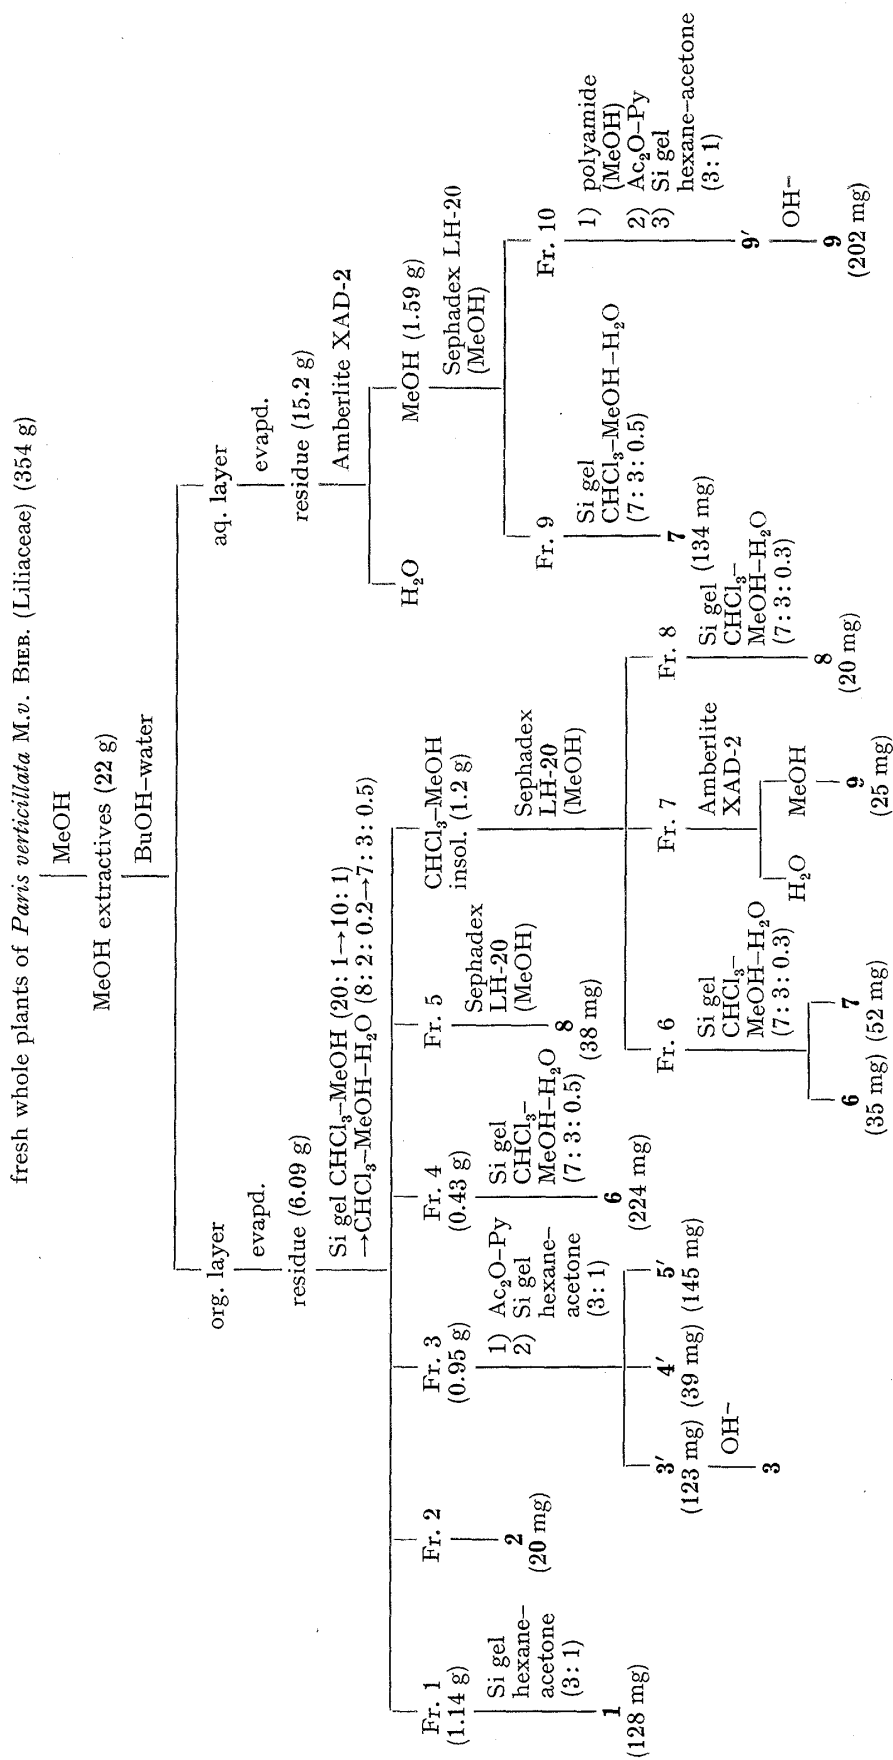 fresh whole plants of Paris verticillata M.v. BIEB. (Liliaceae) (354 g)
MeOH
MeOH extractives (22 g)
BuOH–water
org. layer
evapd.
residue (6.09 g)
Si gel CHCl₃–MeOH (20: 1→10: 1)
→CHCl₃–MeOH–H₂O (8: 2: 0.2→7: 3: 0.5)
Fr. 1
(1.14 g)
Si gel
hexane–
acetone
(3: 1)
1
(128 mg)
Fr. 2
2
(20 mg)
Fr. 3
(0.95 g)
1) Ac₂O–Py
2) Si gel
hexane–
acetone
(3: 1)
3′
(123 mg)
OH⁻
3
4′
(39 mg)
5′
(145 mg)
Fr. 4
(0.43 g)
Si gel
CHCl₃–
MeOH–H₂O
(7: 3: 0.5)
6
(224 mg)
Fr. 5
Sephadex
LH-20
(MeOH)
8
(38 mg)
CHCl₃–MeOH
insol. (1.2 g)
Sephadex
LH-20
(MeOH)
Fr. 6
Si gel
CHCl₃–
MeOH–H₂O
(7: 3: 0.3)
6
(35 mg)
7
(52 mg)
Fr. 7
Amberlite
XAD-2
H₂O
MeOH
9
(25 mg)
Fr. 8
Si gel
CHCl₃–
MeOH–H₂O
(7: 3: 0.3)
8
(20 mg)
aq. layer
evapd.
residue (15.2 g)
Amberlite XAD-2
H₂O
MeOH (1.59 g)
Sephadex LH-20
(MeOH)
Fr. 9
Si gel
CHCl₃–MeOH–H₂O
(7: 3: 0.5)
7 (134 mg)
Fr. 10
1) polyamide
(MeOH)
2) Ac₂O–Py
3) Si gel
hexane–acetone
(3: 1)
9′
OH⁻
9
(202 mg)